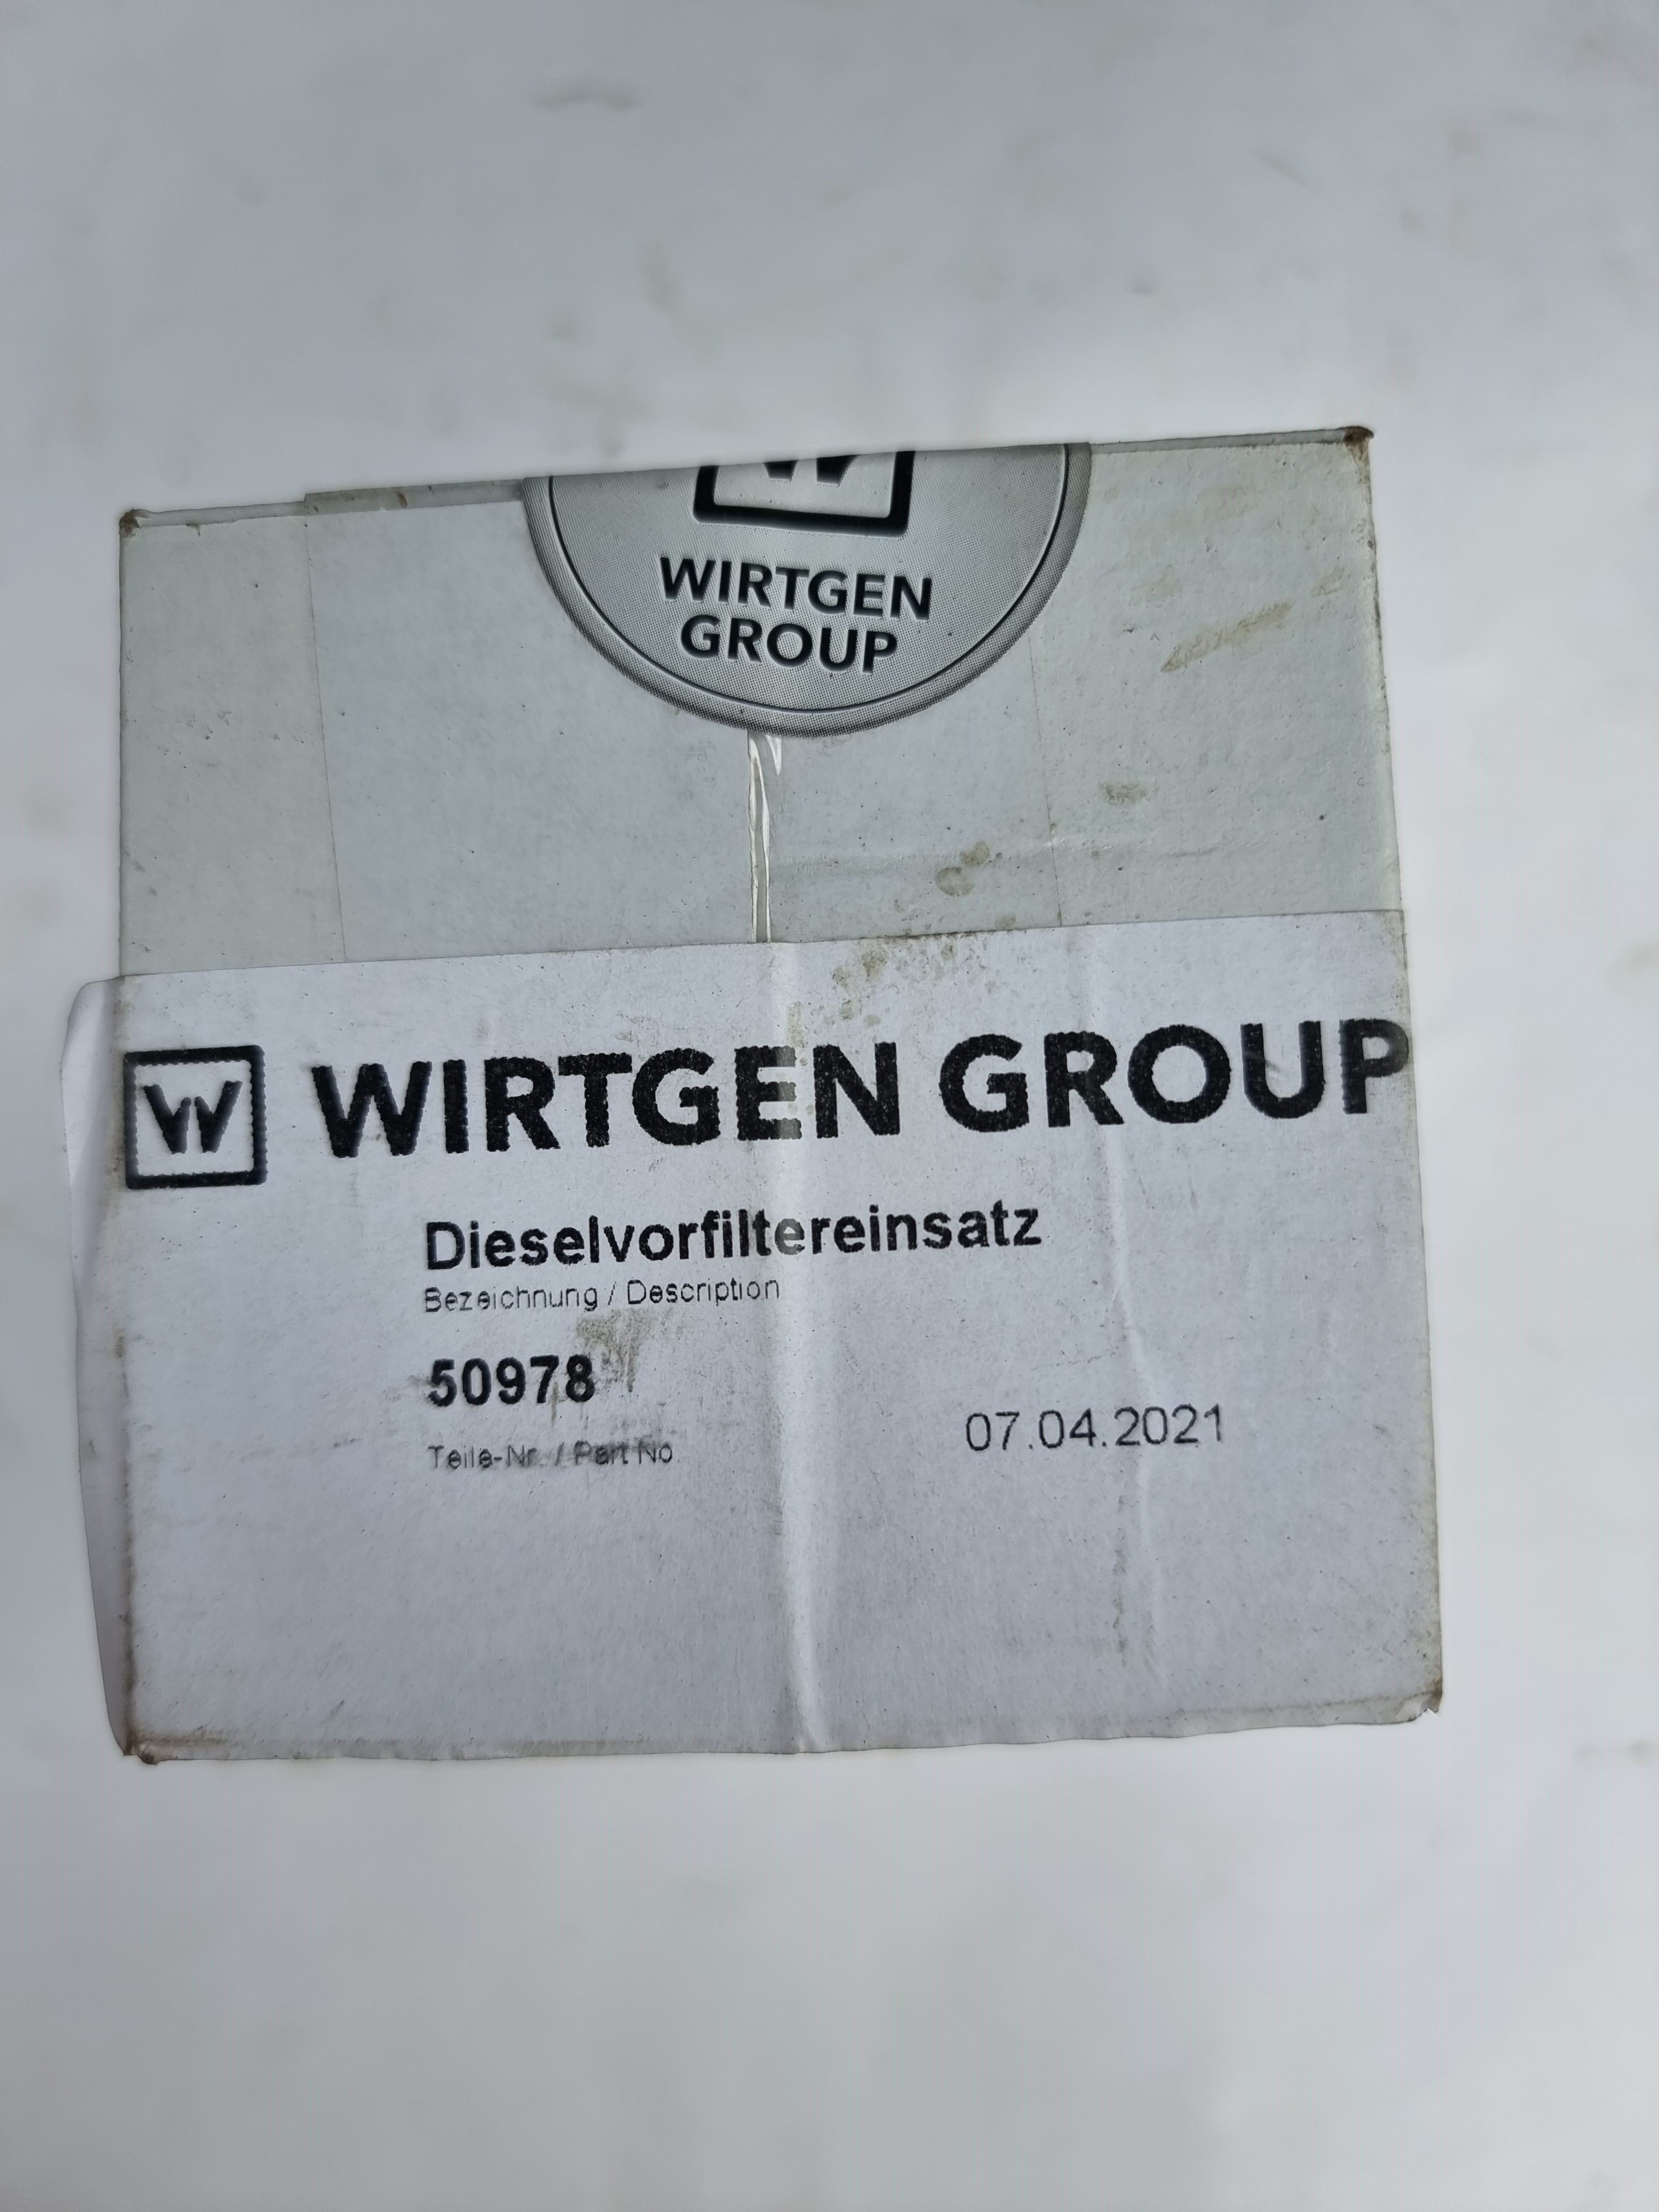 W
WIRTGEN
GROUP
W WIRTGEN GROUP
Dieselvorfiltereinsatz
Bezeichnung / Description
50978
Teile-Nr. / Part No
07.04.2021